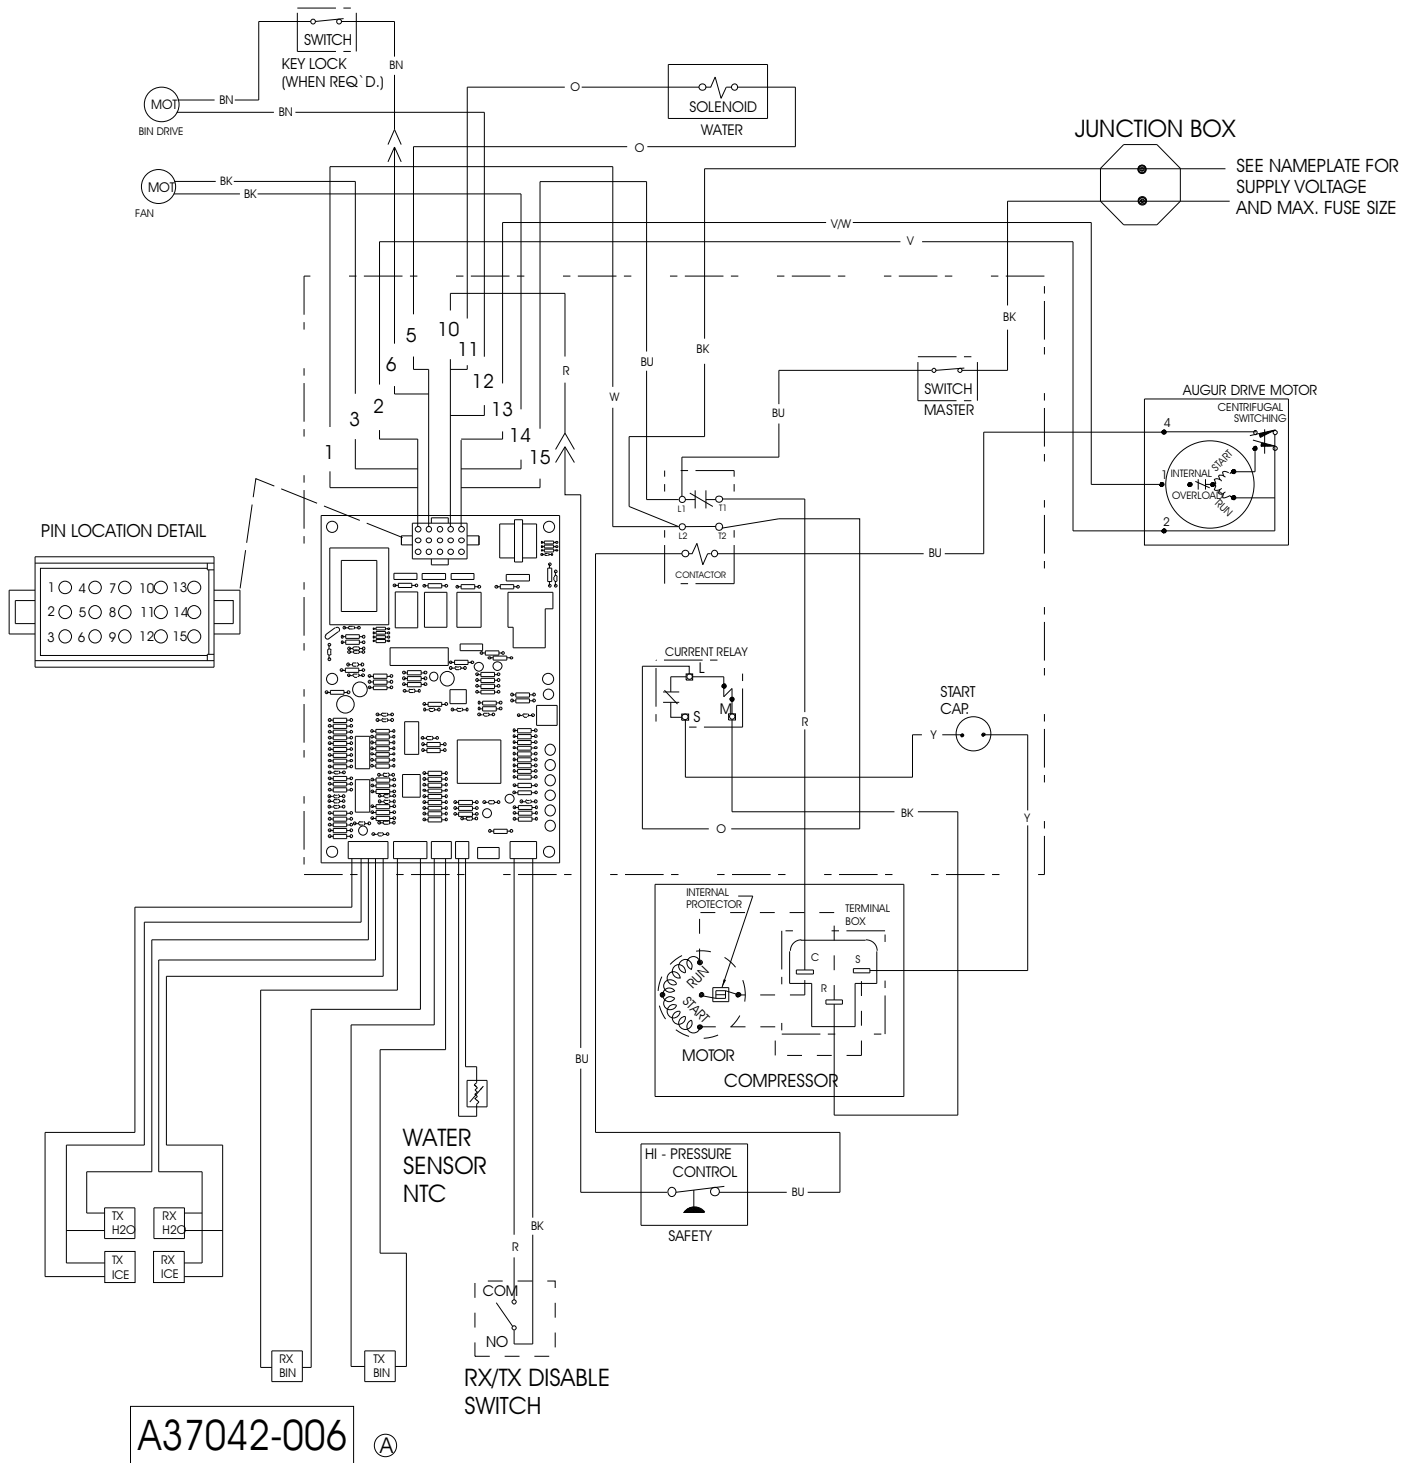 SWITCH
KEY LOCK
(WHEN REQ`D.)
BN
MOT
BN
BN
BIN DRIVE
O
SOLENOID
WATER
O
JUNCTION BOX
SEE NAMEPLATE FOR
SUPPLY VOLTAGE
AND MAX. FUSE SIZE
MOT
BK
BK
FAN
V/W
V
5
10
11
6
12
2
13
3
14
1
15
R
BU
BK
W
BK
BU
SWITCH
MASTER
AUGUR DRIVE MOTOR
CENTRIFUGAL
SWITCHING
4
1
INTERNAL
OVERLOAD
START
RUN
2
L1
T1
L2
T2
CONTACTOR
BU
PIN LOCATION DETAIL
1 4 7 10 13
2 5 8 11 14
3 6 9 12 15
CURRENT RELAY
L
S
M
R
START
CAP.
Y
BK
Y
O
INTERNAL
PROTECTOR
TERMINAL
BOX
C
S
R
RUN
START
MOTOR
COMPRESSOR
BU
HI - PRESSURE
CONTROL
BU
SAFETY
WATER
SENSOR
NTC
TX
H2O
RX
H2O
TX
ICE
RX
ICE
R
BK
COM
NO
RX/TX DISABLE
SWITCH
RX
BIN
TX
BIN
A37042-006
A